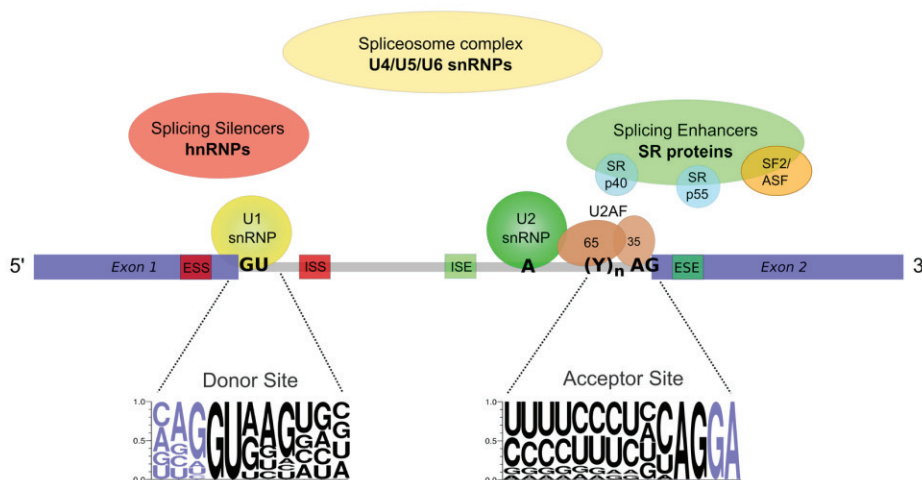 Spliceosome complex
U4/U5/U6 snRNPs
Splicing Silencers
hnRNPs
Splicing Enhancers
SR proteins
SR
p40
SR
p55
SF2/
ASF
U1
snRNP
U2
snRNP
U2AF
65
35
5'
Exon 1
ESS
GU
ISS
ISE
A
(Y)n
AG
ESE
Exon 2
3'
Donor Site
Acceptor Site
1.0
0.5
0.0
1.0
0.5
0.0